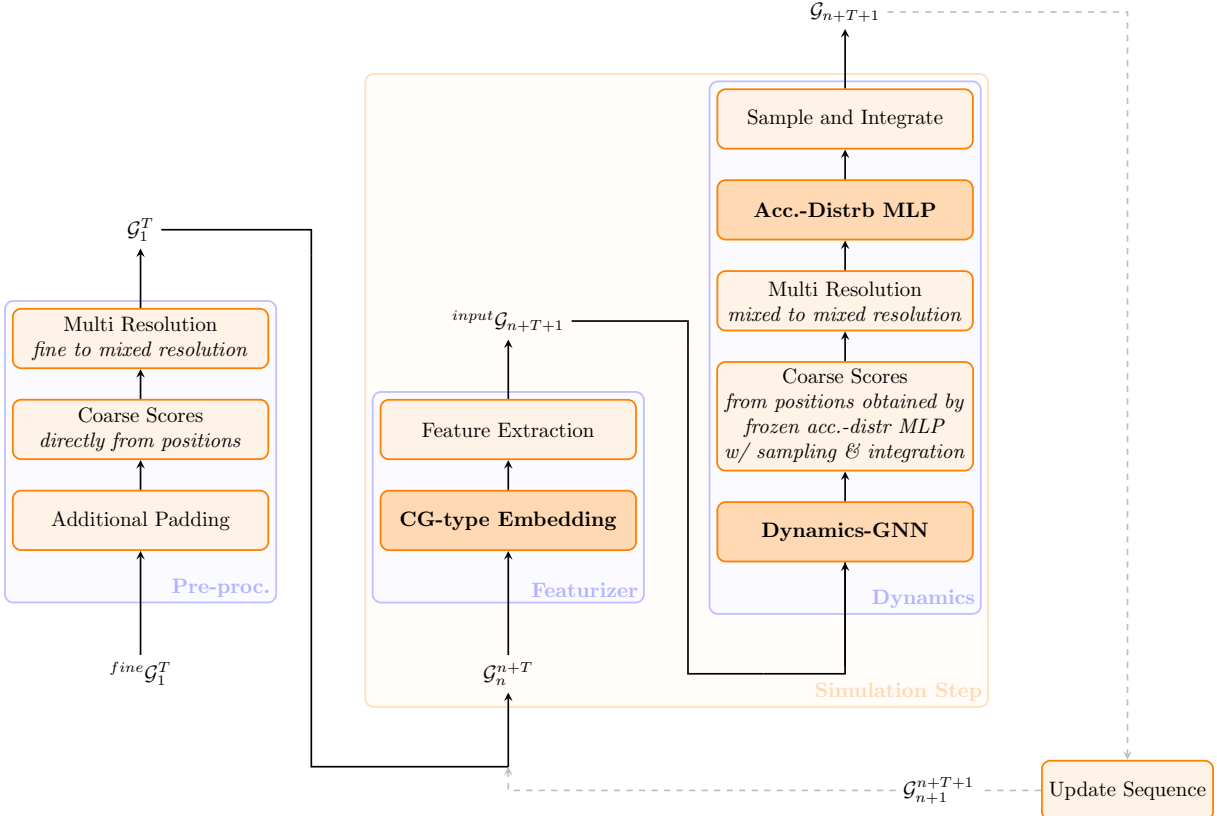 𝒢_{n+T+1}
Sample and Integrate
Acc.-Distrb MLP
𝒢_1^T
Multi Resolution
mixed to mixed resolution
Multi Resolution
fine to mixed resolution
^{input}𝒢_{n+T+1}
Coarse Scores
from positions obtained by
frozen acc.-distr MLP
w/ sampling & integration
Coarse Scores
directly from positions
Feature Extraction
Additional Padding
CG-type Embedding
Dynamics-GNN
Pre-proc.
Featurizer
Dynamics
^{fine}𝒢_1^T
𝒢_n^{n+T}
Simulation Step
𝒢_{n+1}^{n+T+1}
Update Sequence